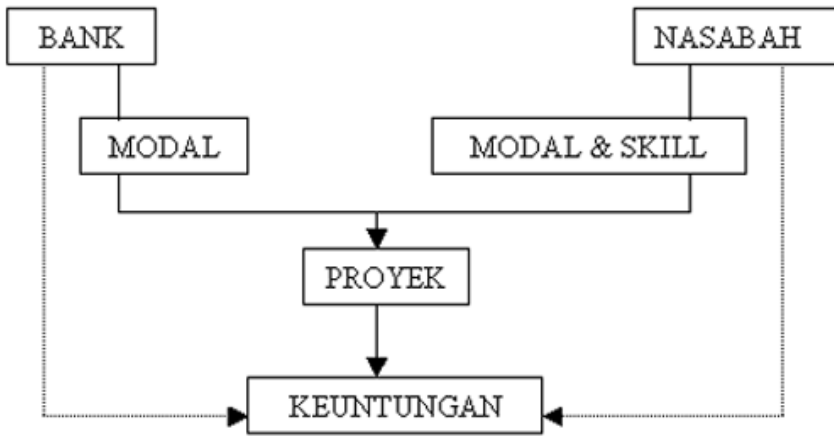 BANK
NASABAH
MODAL
MODAL & SKILL
PROYEK
KEUNTUNGAN